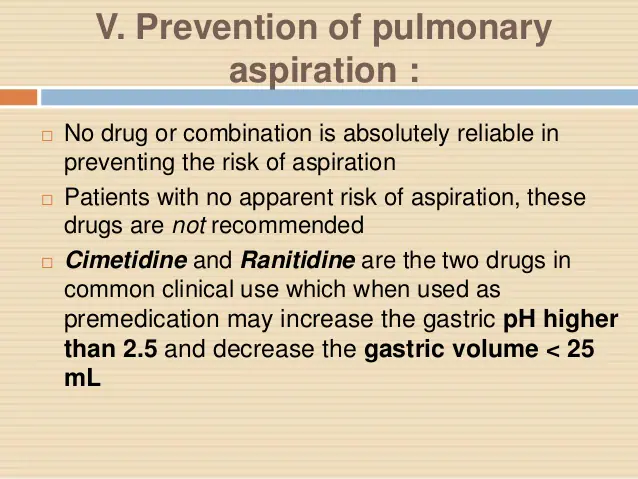 V. Prevention of pulmonary
aspiration :
No drug or combination is absolutely reliable in
preventing the risk of aspiration
Patients with no apparent risk of aspiration, these
drugs are not recommended
Cimetidine and Ranitidine are the two drugs in
common clinical use which when used as
premedication may increase the gastric pH higher
than 2.5 and decrease the gastric volume < 25
mL